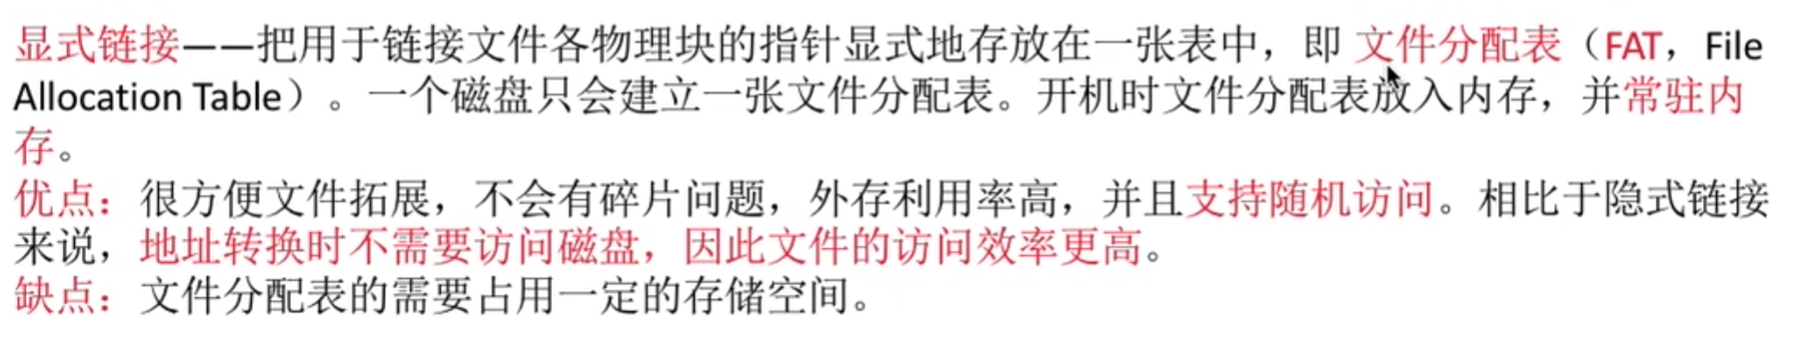 显式链接——把用于链接文件各物理块的指针显式地存放在一张表中，即 文件分配表（FAT，File
Allocation Table）。一个磁盘只会建立一张文件分配表。开机时文件分配表放入内存，并常驻内
存。
优点：很方便文件拓展，不会有碎片问题，外存利用率高，并且支持随机访问。相比于隐式链接
来说，地址转换时不需要访问磁盘，因此文件的访问效率更高。
缺点：文件分配表的需要占用一定的存储空间。